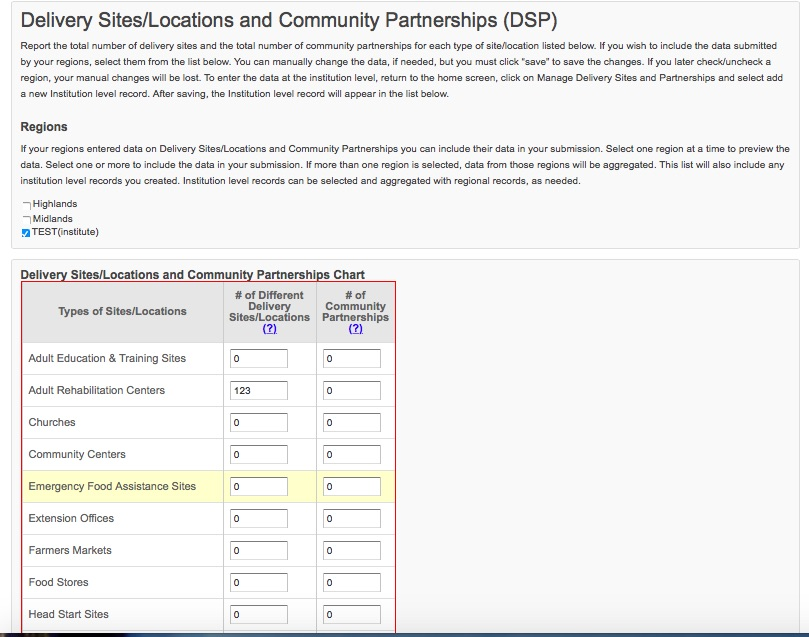 Delivery Sites/Locations and Community Partnerships (DSP)
Report the total number of delivery sites and the total number of community partnerships for each type of site/location listed below. If you wish to include the data submitted
by your regions, select them from the list below. You can manually change the data, if needed, but you must click "save" to save the changes. If you later check/uncheck a
region, your manual changes will be lost. To enter the data at the institution level, return to the home screen, click on Manage Delivery Sites and Partnerships and select add
a new Institution level record. After saving, the Institution level record will appear in the list below.
Regions
If your regions entered data on Delivery Sites/Locations and Community Partnerships you can include their data in your submission. Select one region at a time to preview the
data. Select one or more to include the data in your submission. If more than one region is selected, data from those regions will be aggregated. This list will also include any
institution level records you created. Institution level records can be selected and aggregated with regional records, as needed.
Highlands
Midlands
TEST(institute)
Delivery Sites/Locations and Community Partnerships Chart
Types of Sites/Locations
# of Different
Delivery
Sites/Locations
(?)
# of
Community
Partnerships
(?)
Adult Education & Training Sites 0 0
Adult Rehabilitation Centers 123 0
Churches 0 0
Community Centers 0 0
Emergency Food Assistance Sites 0 0
Extension Offices 0 0
Farmers Markets 0 0
Food Stores 0 0
Head Start Sites 0 0